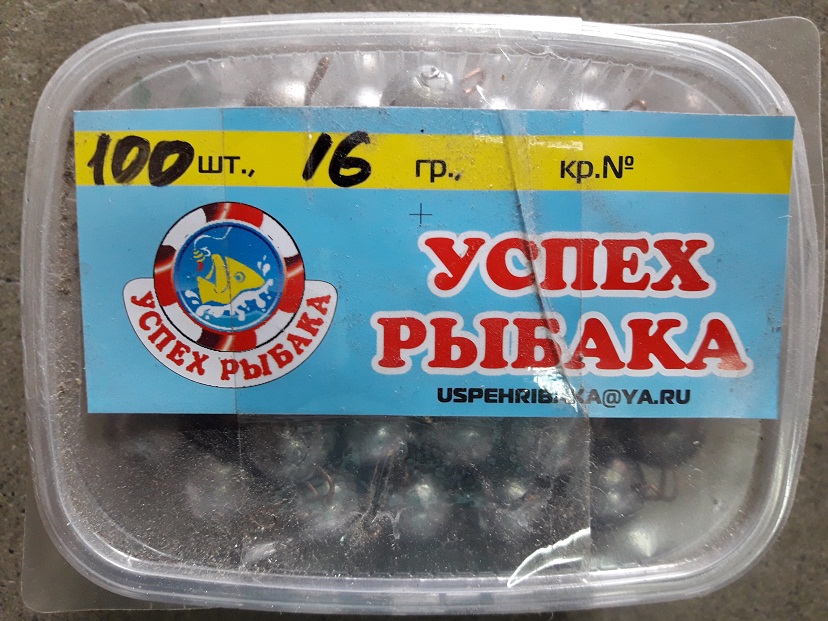 100 шт., 16 гр., кр.№
УСПЕХ РЫБАКА
УСПЕХ
РЫБАКА
USPEHRIBAKA@YA.RU